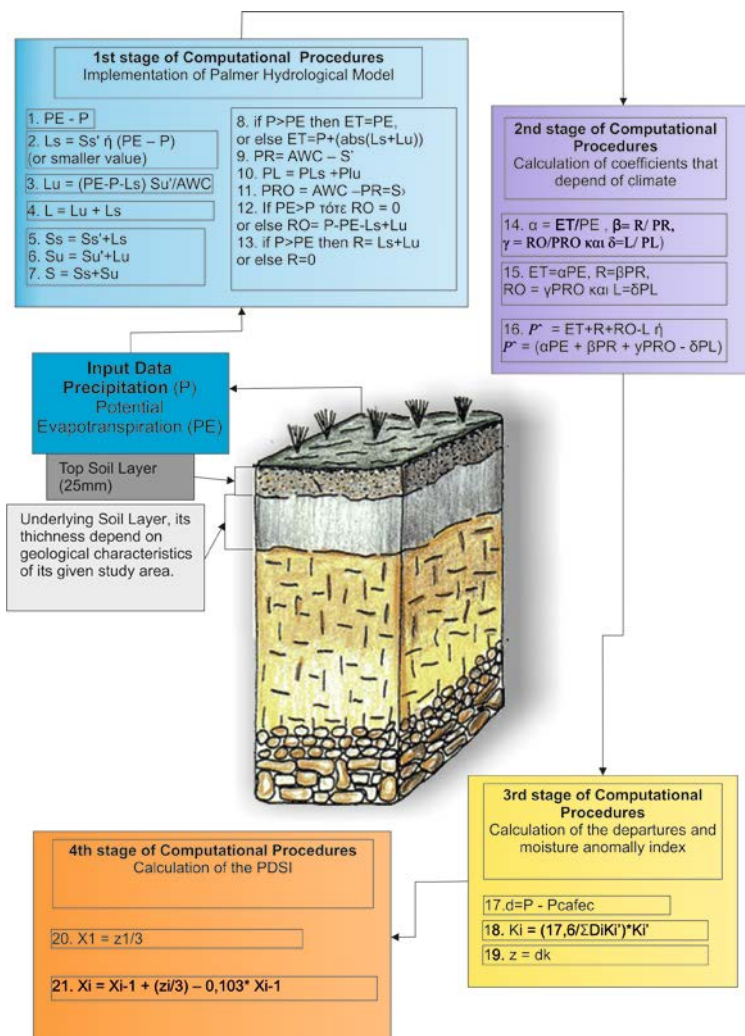 1st stage of Computational Procedures
Implementation of Palmer Hydrological Model
1. PE - P
2. Ls = Ss' ή (PE – P)
(or smaller value)
3. Lu = (PE-P-Ls) Su'/AWC
4. L = Lu + Ls
5. Ss = Ss'+Ls
6. Su = Su'+Lu
7. S = Ss+Su
8. if P>PE then ET=PE,
or else ET=P+(abs(Ls+Lu))
9. PR= AWC – S'
10. PL = PLs +Plu
11. PRO = AWC –PR=S›
12. If PE>P τότε RO = 0
or else RO= P-PE-Ls+Lu
13. if P>PE then R= Ls+Lu
or else R=0
2nd stage of Computational
Procedures
Calculation of coefficients that
depend of climate
14. α = ET/PE , β= R/ PR,
γ = RO/PRO και δ=L/ PL)
15. ET=αPE, R=βPR,
RO = γPRO και L=δPL
16. P^ = ET+R+RO-L ή
P^ = (αPE + βPR + γPRO - δPL)
Input Data
Precipitation (P)
Potential
Evapotranspiration (PE)
Top Soil Layer
(25mm)
Underlying Soil Layer, its
thickness depend on
geological characteristics
of its given study area.
3rd stage of Computational
Procedures
Calculation of the departures and
moisture anomally index
17.d=P - Pcafec
18. Ki = (17,6/ΣDiKi')*Ki'
19. z = dk
4th stage of Computational Procedures
Calculation of the PDSI
20. X1 = z1/3
21. Xi = Xi-1 + (zi/3) – 0,103* Xi-1